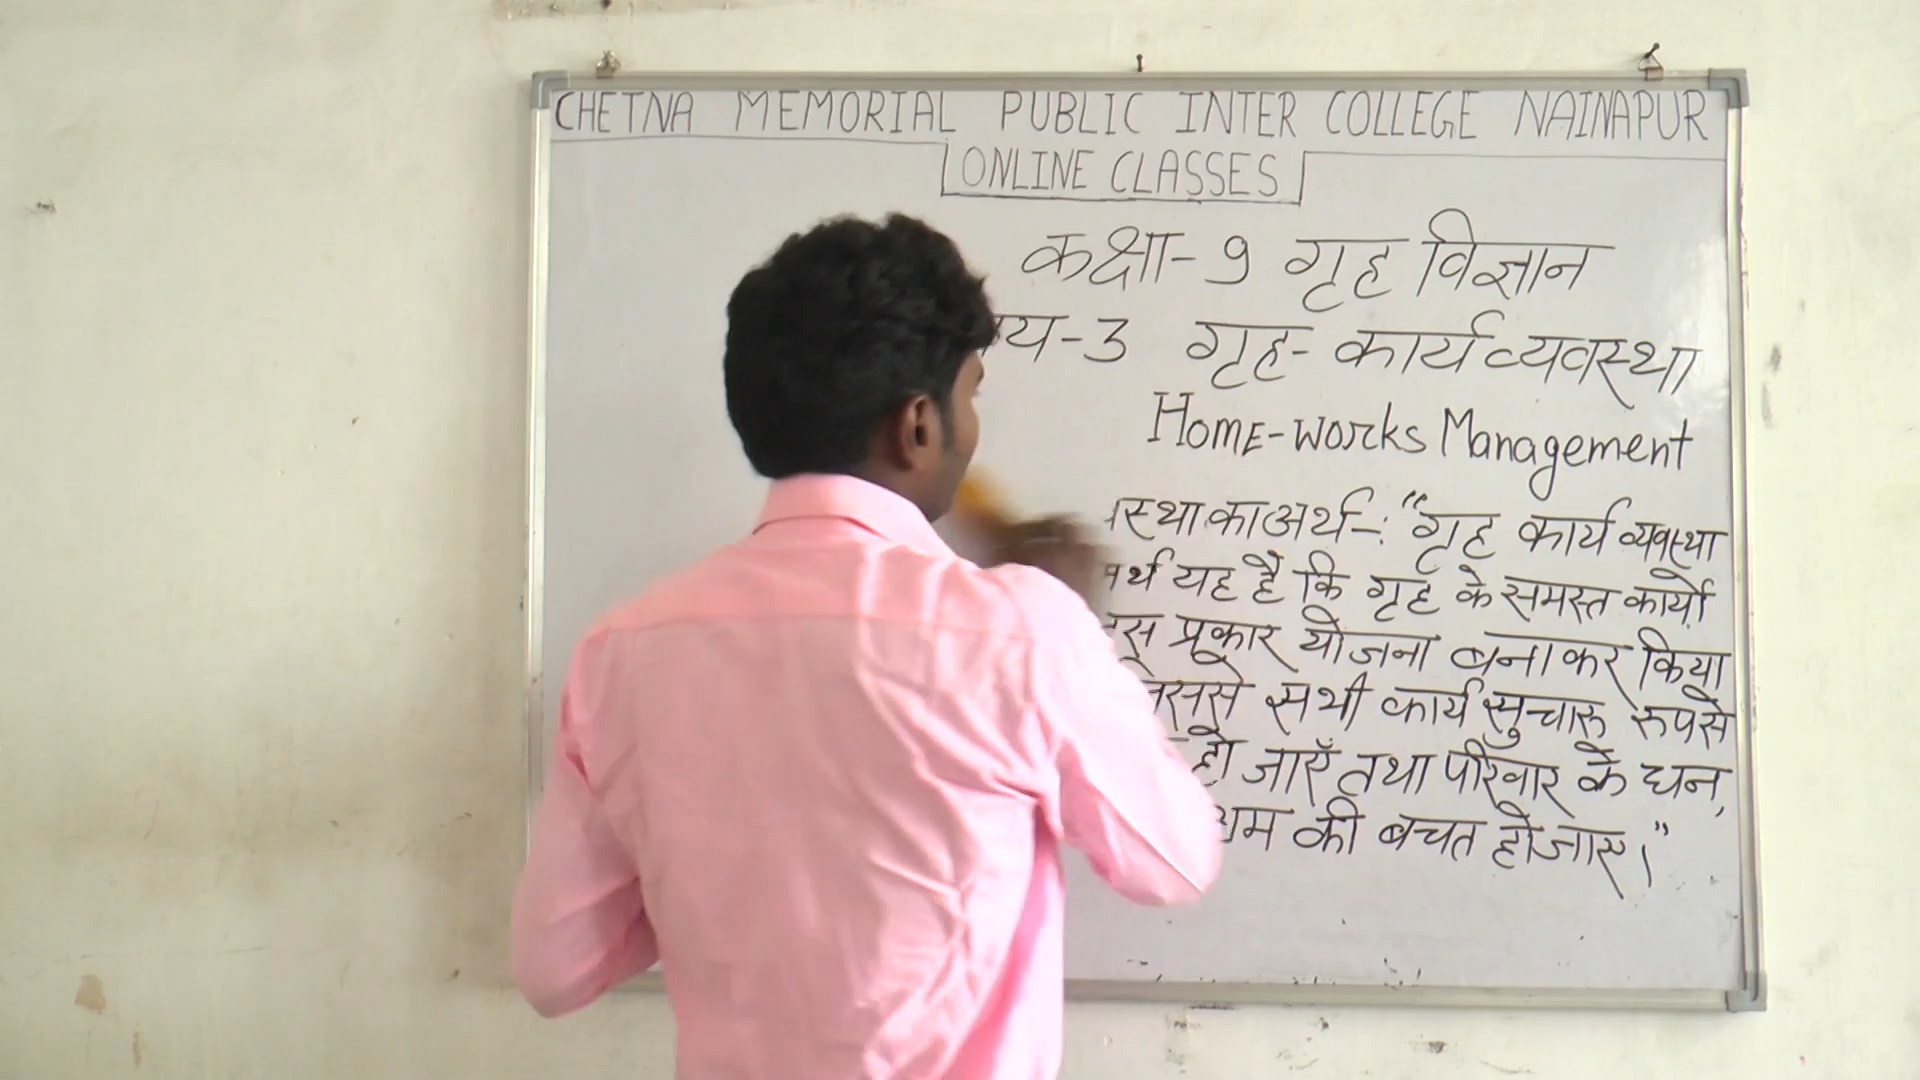 CHETNA MEMORIAL PUBLIC INTER COLLEGE NAINAPUR
ONLINE CLASSES
कक्षा-9 गृह विज्ञान
-3 गृह-कार्य व्यवस्था
Home-works Management
का अर्थ-: "गृह कार्य व्यवस्था
यह है कि गृह के समस्त कार्यों
प्रकार योजना बनाकर किया
सभी कार्य सुचारू रुप से
हो जाएँ तथा परिवार के धन,
की बचत हो जाए।"